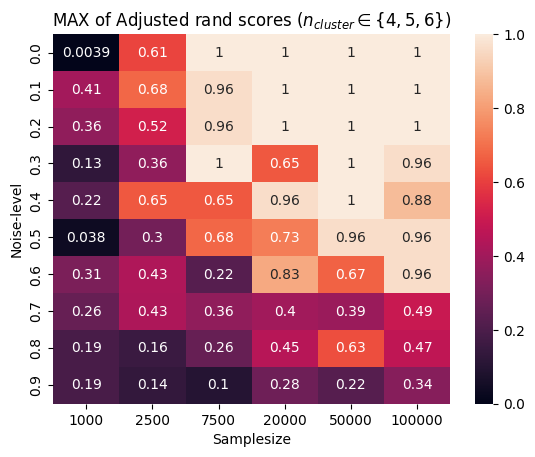 MAX of Adjusted rand scores (n_cluster ∈ {4, 5, 6})
0.0 0.0039 0.61 1 1 1 1
0.1 0.41 0.68 0.96 1 1 1
0.2 0.36 0.52 0.96 1 1 1
0.3 0.13 0.36 1 0.65 1 0.96
0.4 0.22 0.65 0.65 0.96 1 0.88
0.5 0.038 0.3 0.68 0.73 0.96 0.96
0.6 0.31 0.43 0.22 0.83 0.67 0.96
0.7 0.26 0.43 0.36 0.4 0.39 0.49
0.8 0.19 0.16 0.26 0.45 0.63 0.47
0.9 0.19 0.14 0.1 0.28 0.22 0.34
Noise-level
1000 2500 7500 20000 50000 100000
Samplesize
1.0
0.8
0.6
0.4
0.2
0.0